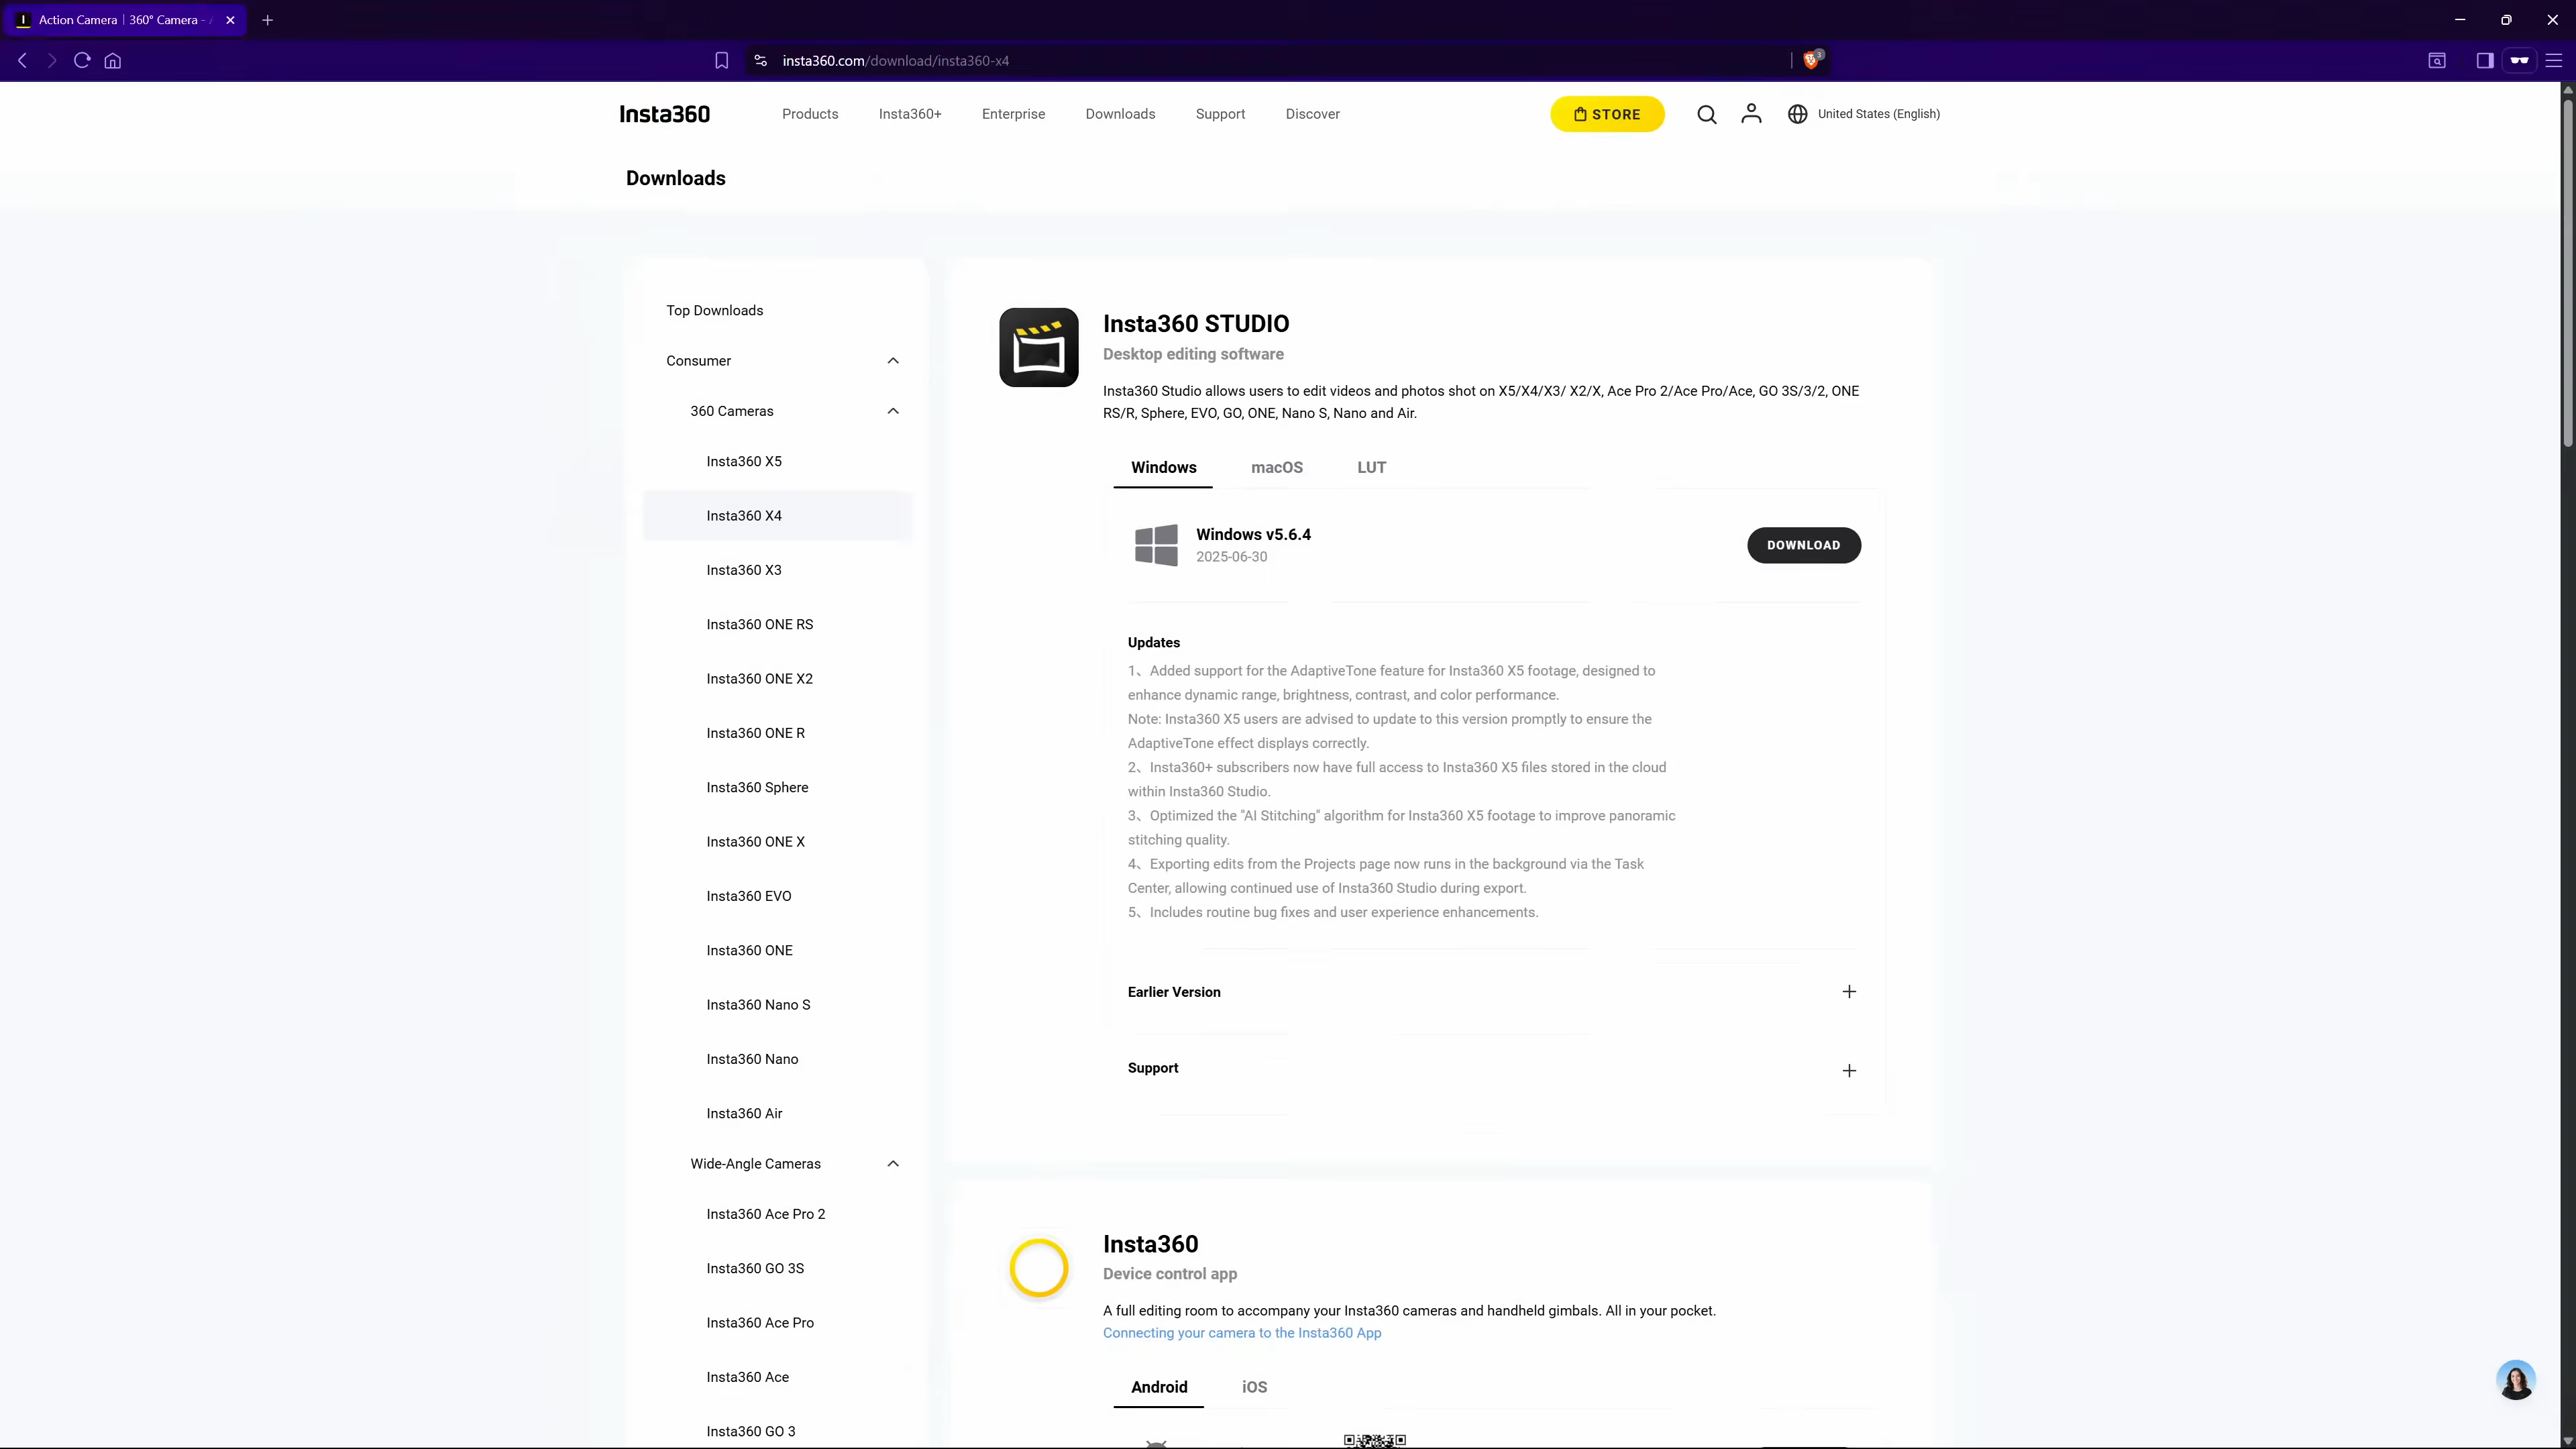 Action Camera | 360° Camera -
insta360.com/download/insta360-x4
3
Insta360
Products
Insta360+
Enterprise
Downloads
Support
Discover
STORE
United States (English)
Downloads
Top Downloads
Consumer
360 Cameras
Insta360 X5
Insta360 X4
Insta360 X3
Insta360 ONE RS
Insta360 ONE X2
Insta360 ONE R
Insta360 Sphere
Insta360 ONE X
Insta360 EVO
Insta360 ONE
Insta360 Nano S
Insta360 Nano
Insta360 Air
Wide-Angle Cameras
Insta360 Ace Pro 2
Insta360 GO 3S
Insta360 Ace Pro
Insta360 Ace
Insta360 GO 3
Insta360 STUDIO
Desktop editing software
Insta360 Studio allows users to edit videos and photos shot on X5/X4/X3/ X2/X, Ace Pro 2/Ace Pro/Ace, GO 3S/3/2, ONE
RS/R, Sphere, EVO, GO, ONE, Nano S, Nano and Air.
Windows
macOS
LUT
Windows v5.6.4
2025-06-30
DOWNLOAD
Updates
1、Added support for the AdaptiveTone feature for Insta360 X5 footage, designed to
enhance dynamic range, brightness, contrast, and color performance.
Note: Insta360 X5 users are advised to update to this version promptly to ensure the
AdaptiveTone effect displays correctly.
2、Insta360+ subscribers now have full access to Insta360 X5 files stored in the cloud
within Insta360 Studio.
3、Optimized the "AI Stitching" algorithm for Insta360 X5 footage to improve panoramic
stitching quality.
4、Exporting edits from the Projects page now runs in the background via the Task
Center, allowing continued use of Insta360 Studio during export.
5、Includes routine bug fixes and user experience enhancements.
Earlier Version
Support
Insta360
Device control app
A full editing room to accompany your Insta360 cameras and handheld gimbals. All in your pocket.
Connecting your camera to the Insta360 App
Android
iOS